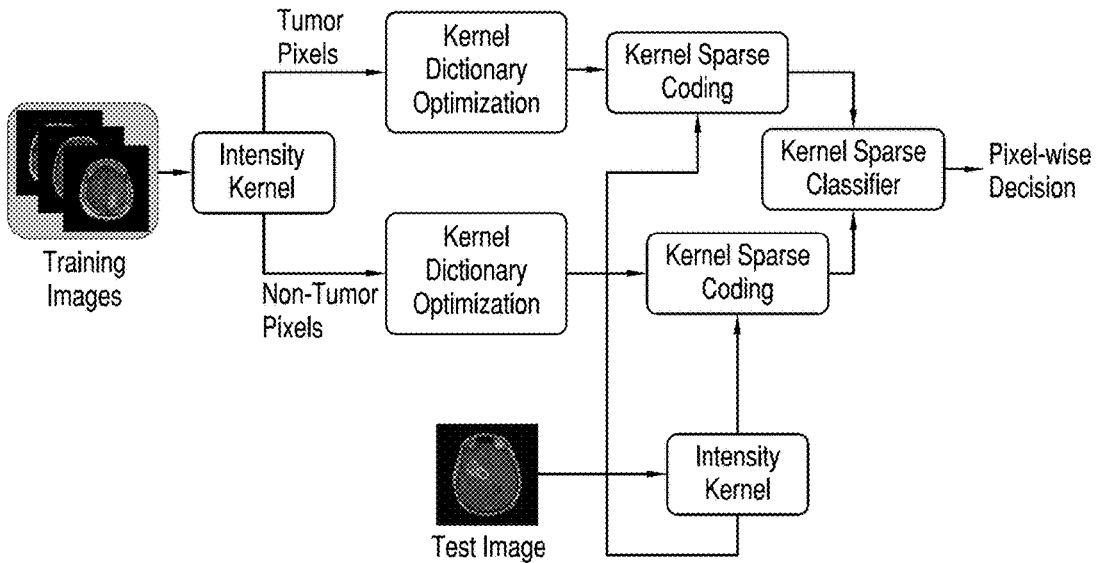 Tumor
Pixels
Kernel
Dictionary
Optimization
Kernel Sparse
Coding
Intensity
Kernel
Kernel Sparse
Classifier
Pixel-wise
Decision
Training
Images
Non-Tumor
Pixels
Kernel
Dictionary
Optimization
Kernel Sparse
Coding
Intensity
Kernel
Test Image